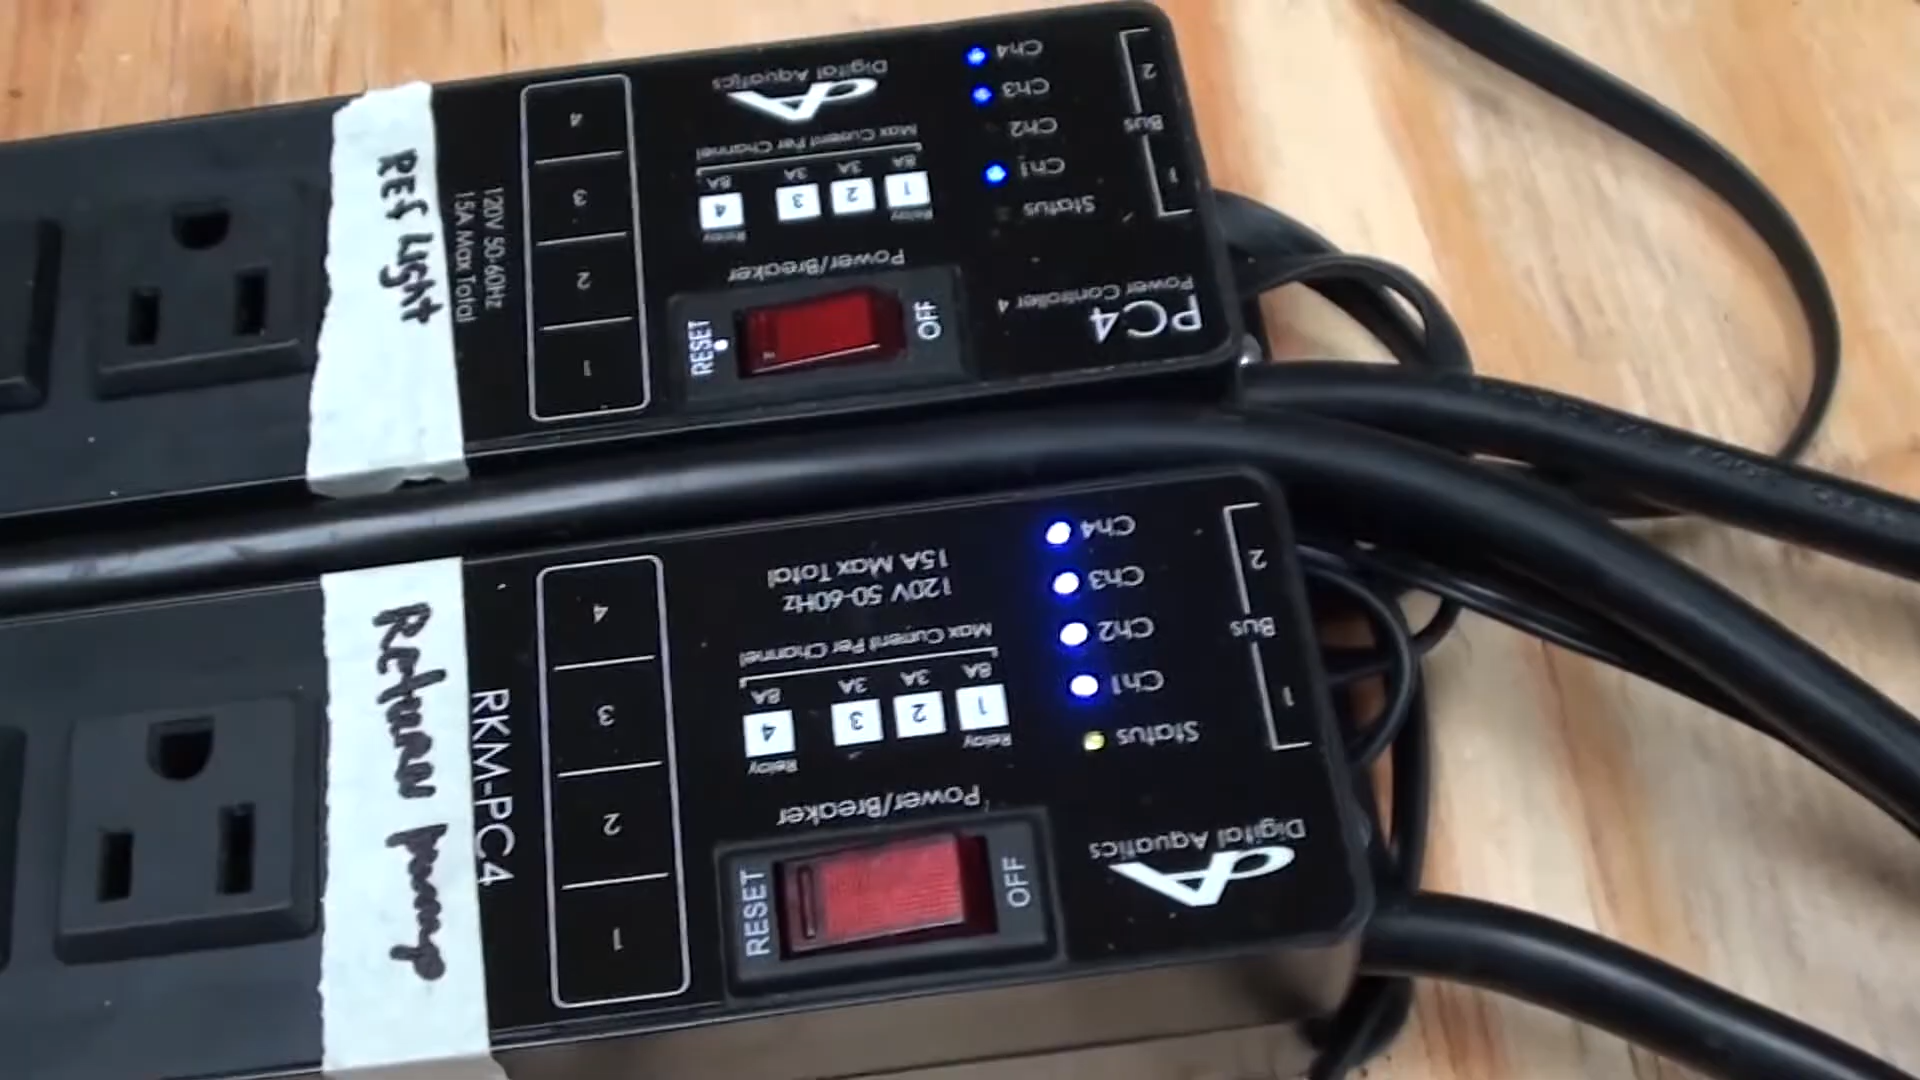 REF LIGHT
120V 50-60Hz
15A Max Total
4
3
2
1
Digital Aquatics
Max Current Per Channel
8A 3A 3A 8A
1 2 3 4
Relay Relay
Power/Breaker
RESET
OFF
Ch4
Ch3
Ch2
Ch1
Status
2
Bus
1
PC4
Power Controller 4
Return pump
RKM-PC4
4
3
2
1
120V 50-60Hz
15A Max Total
Max Current Per Channel
8A 3A 3A 8A
1 2 3 4
Relay Relay
Power/Breaker
RESET
OFF
Ch4
Ch3
Ch2
Ch1
Status
2
Bus
1
Digital Aquatics